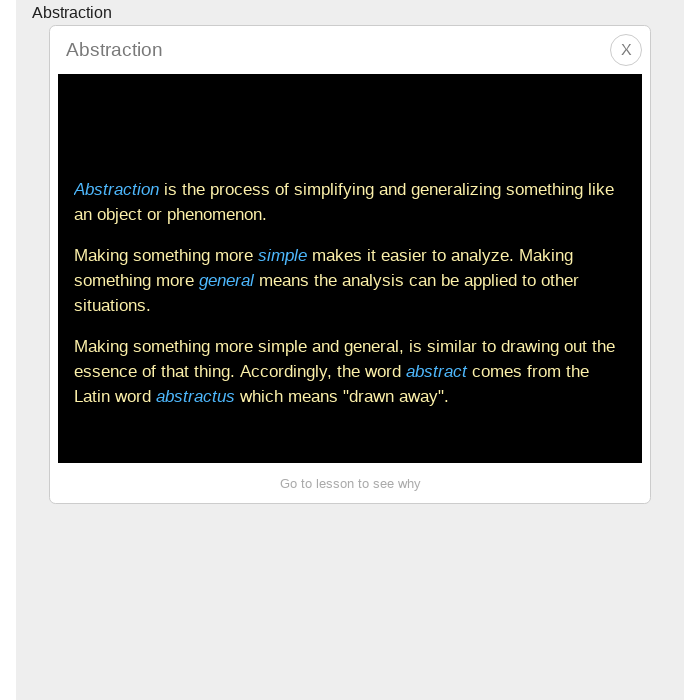 Abstraction
Abstraction
X
Abstraction is the process of simplifying and generalizing something like
an object or phenomenon.
Making something more simple makes it easier to analyze. Making
something more general means the analysis can be applied to other
situations.
Making something more simple and general, is similar to drawing out the
essence of that thing. Accordingly, the word abstract comes from the
Latin word abstractus which means "drawn away".
Go to lesson to see why